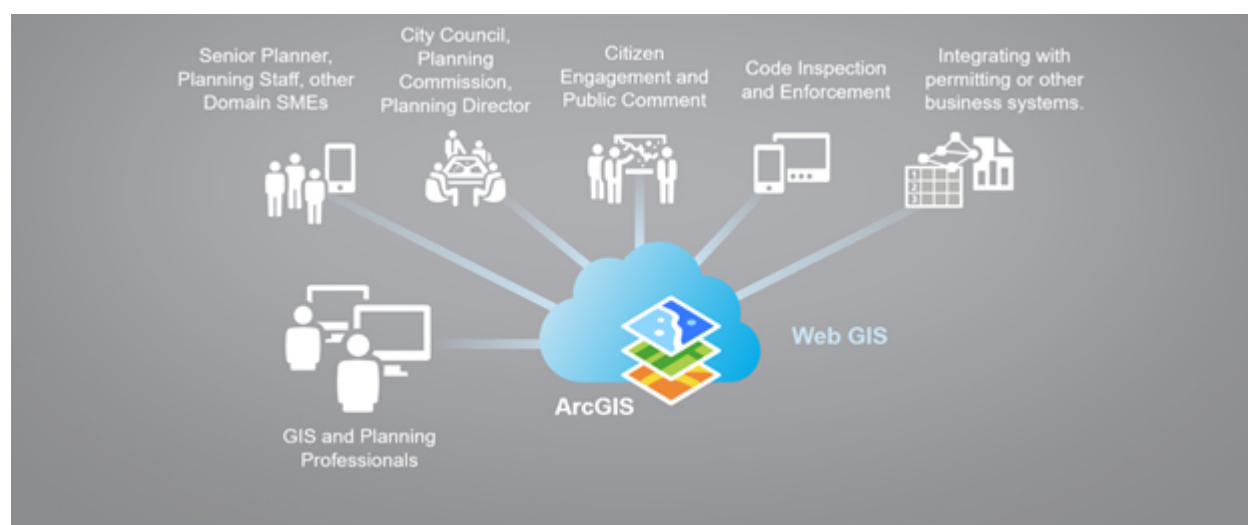 Senior Planner,
Planning Staff, other
Domain SMEs
City Council,
Planning
Commission,
Planning Director
Citizen
Engagement and
Public Comment
Code Inspection
and Enforcement
Integrating with
permitting or other
business systems.
1
2
3
Web GIS
ArcGIS
GIS and Planning
Professionals